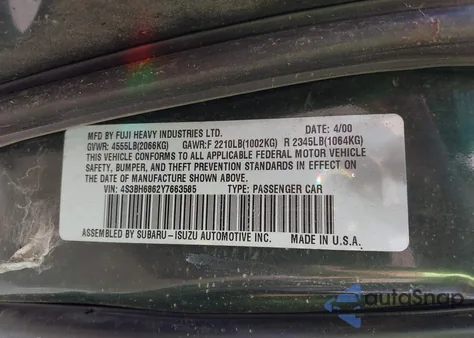 MFD BY FUJI HEAVY INDUSTRIES LTD. DATE: 4/00
GVWR: 4555LB(2066KG) GAWR:F 2210LB(1002KG) R 2345LB(1064KG)
THIS VEHICLE CONFORMS TO ALL APPLICABLE FEDERAL MOTOR VEHICLE
SAFETY, BUMPER, AND THEFT PREVENTION STANDARDS IN EFFECT ON
THE DATE OF MANUFACTURE SHOWN ABOVE.
VIN: 4S3BH6862Y7663585 TYPE: PASSENGER CAR
ASSEMBLED BY SUBARU-ISUZU AUTOMOTIVE INC. MADE IN U.S.A.
autoSnap